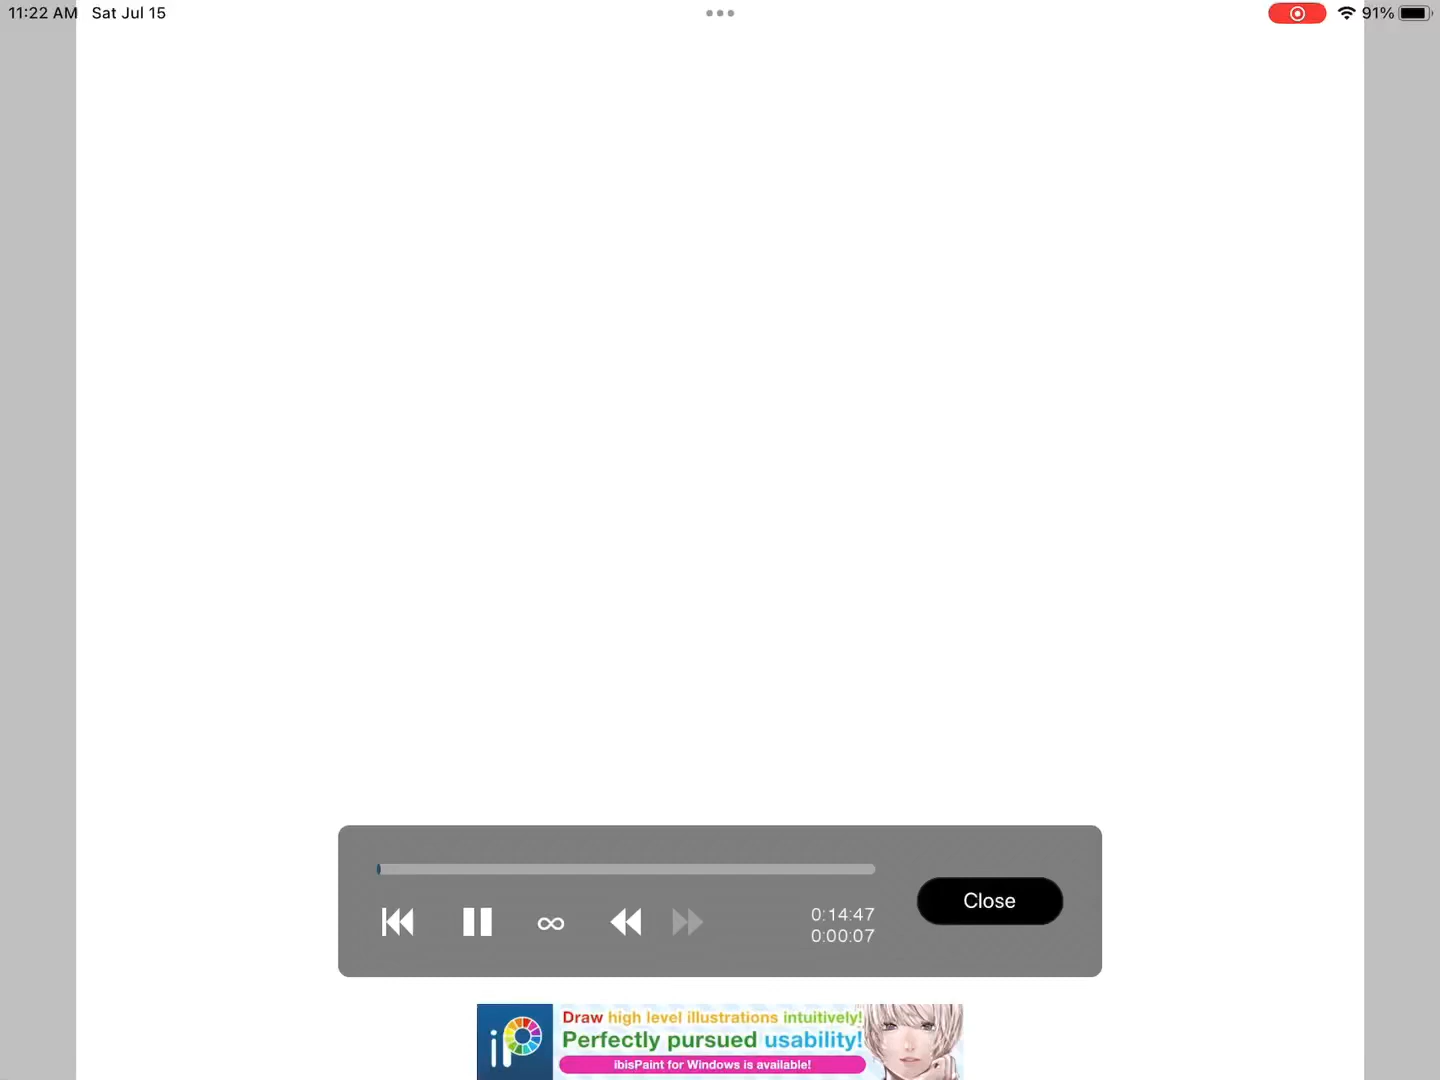 11:22 AM Sat Jul 15
91%
0:14:47
0:00:07
Close
iP
Draw high level illustrations intuitively!
Perfectly pursued usability!
ibisPaint for Windows is available!